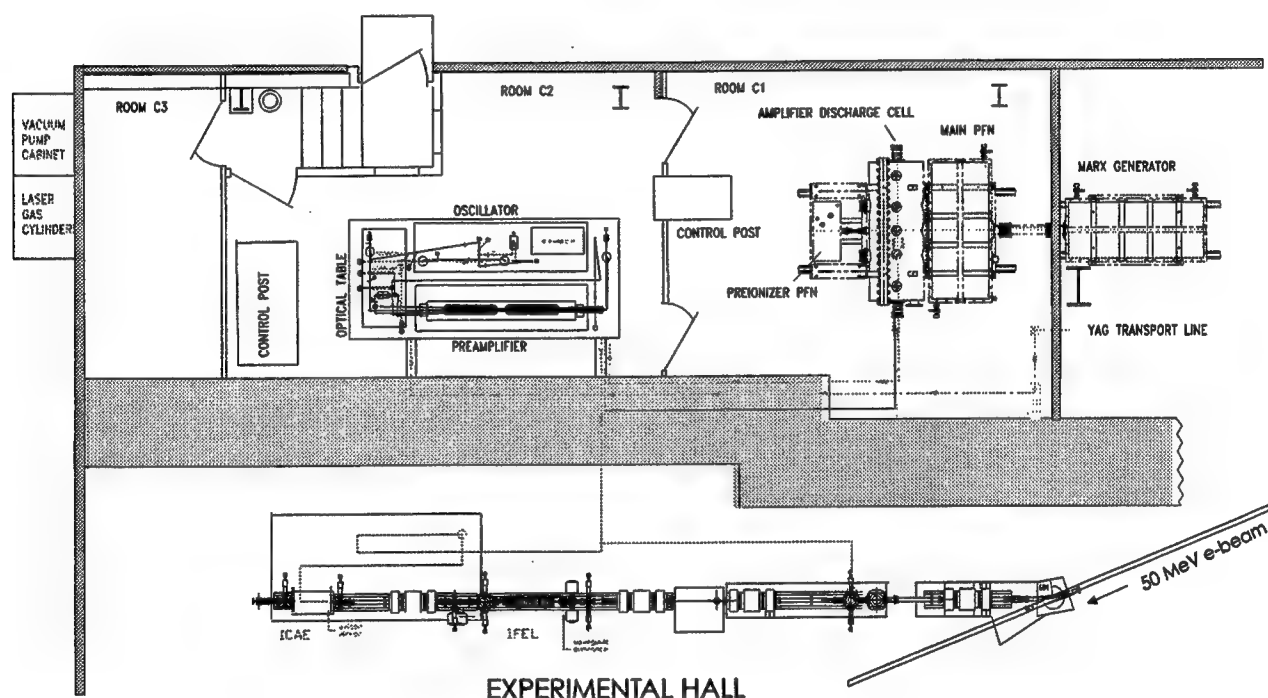 ROOM C3
ROOM C2
ROOM C1
VACUUM
PUMP
CABINET
LASER
GAS
CYLINDERS
AMPLIFIER DISCHARGE CELL
MAIN PFN
MARX GENERATOR
OSCILLATOR
CONTROL POST
OPTICAL TABLE
CONTROL POST
PREIONIZER PFN
PREAMPLIFIER
YAG TRANSPORT LINE
50 MeV e-beam
ICAE
IFEL
EXPERIMENTAL HALL